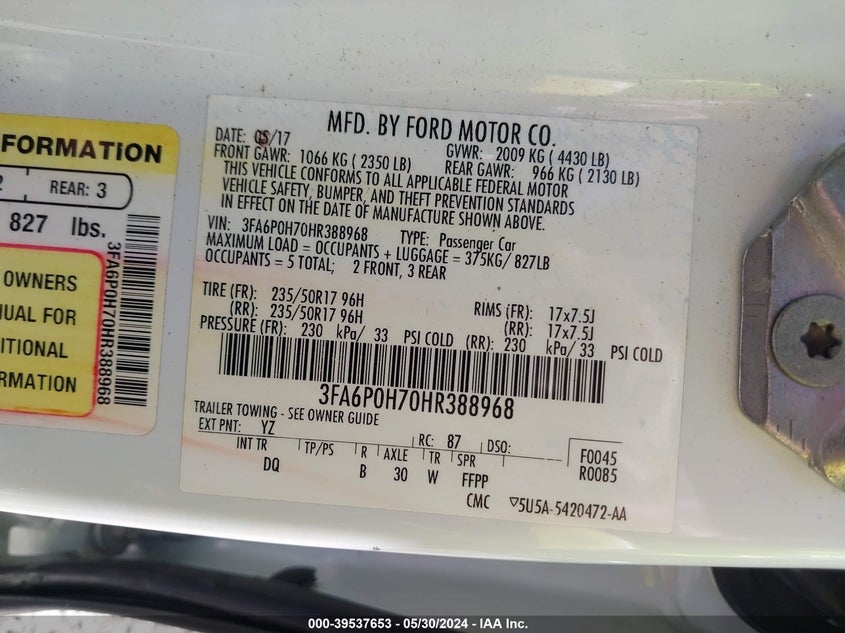 FORMATION
2 REAR: 3
827 lbs.
OWNERS
UAL FOR
ITIONAL
RMATION
3FA6P0H70HR388968
MFD. BY FORD MOTOR CO.
DATE: 05/17 GVWR: 2009 KG ( 4430 LB)
FRONT GAWR: 1066 KG ( 2350 LB) REAR GAWR: 966 KG ( 2130 LB)
THIS VEHICLE CONFORMS TO ALL APPLICABLE FEDERAL MOTOR
VEHICLE SAFETY, BUMPER, AND THEFT PREVENTION STANDARDS
IN EFFECT ON THE DATE OF MANUFACTURE SHOWN ABOVE.
VIN: 3FA6P0H70HR388968 TYPE: Passenger Car
MAXIMUM LOAD = OCCUPANTS + LUGGAGE = 375KG/ 827LB
OCCUPANTS = 5 TOTAL; 2 FRONT, 3 REAR
TIRE (FR): 235/50R17 96H RIMS (FR): 17x7.5J
(RR): 235/50R17 96H (RR): 17x7.5J
PRESSURE (FR): 230 kPa/ 33 PSI COLD (RR): 230 kPa/ 33 PSI COLD
3FA6P0H70HR388968
TRAILER TOWING - SEE OWNER GUIDE
EXT PNT: YZ RC: 87 DSO: F0045
INT TR TP/PS R AXLE TR SPR R0085
DQ B 30 W FFPP
CMC ▽5U5A-5420472-AA
000-39537653 - 05/30/2024 - IAA Inc.